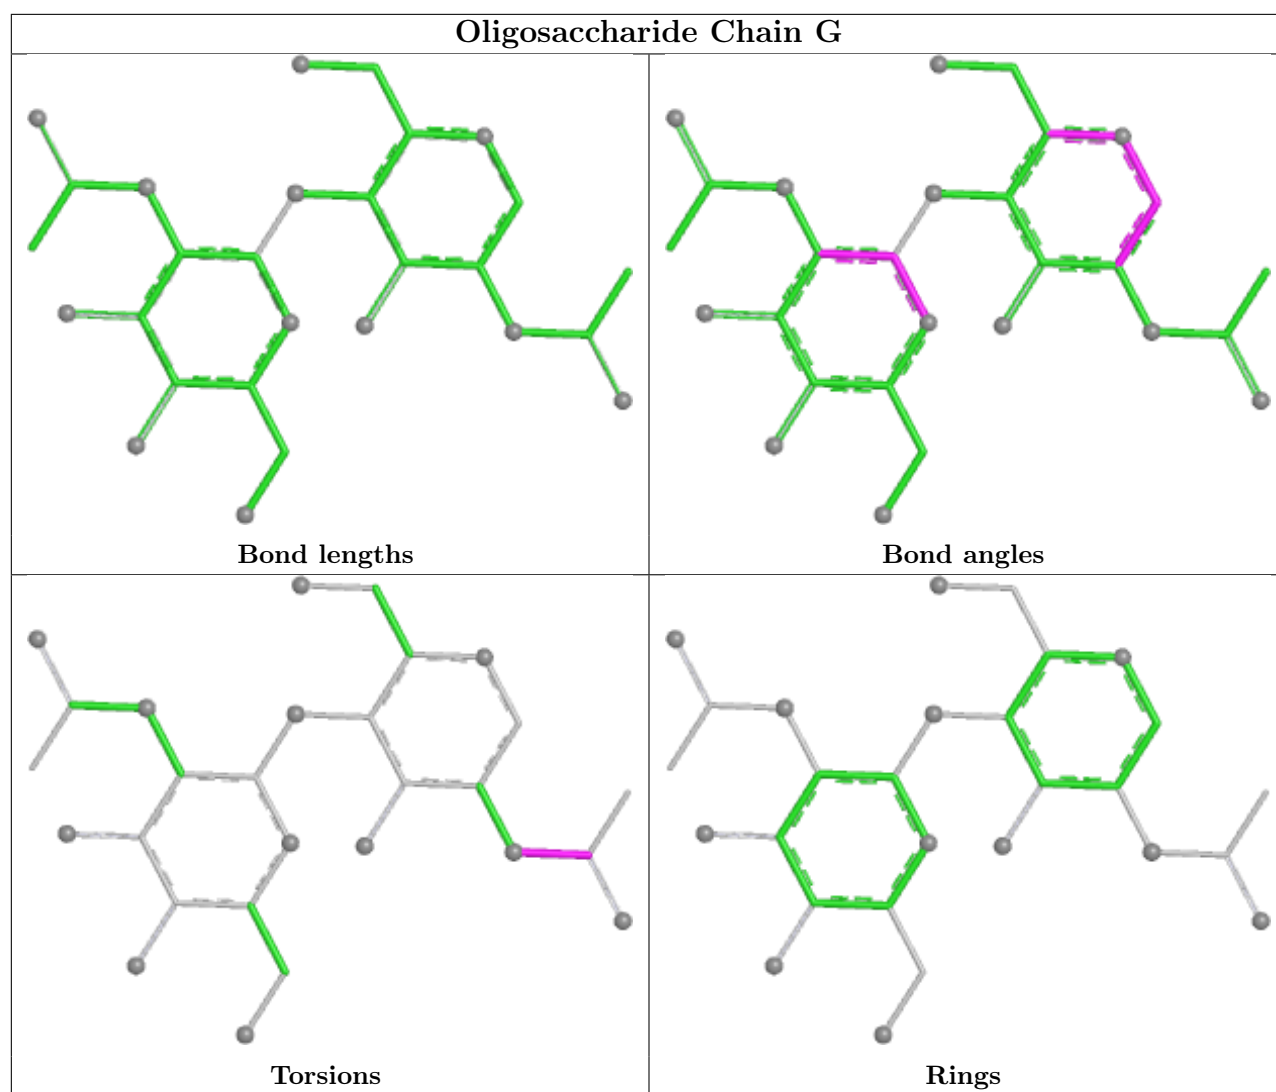 Oligosaccharide Chain G
Bond lengths
Bond angles
Torsions
Rings